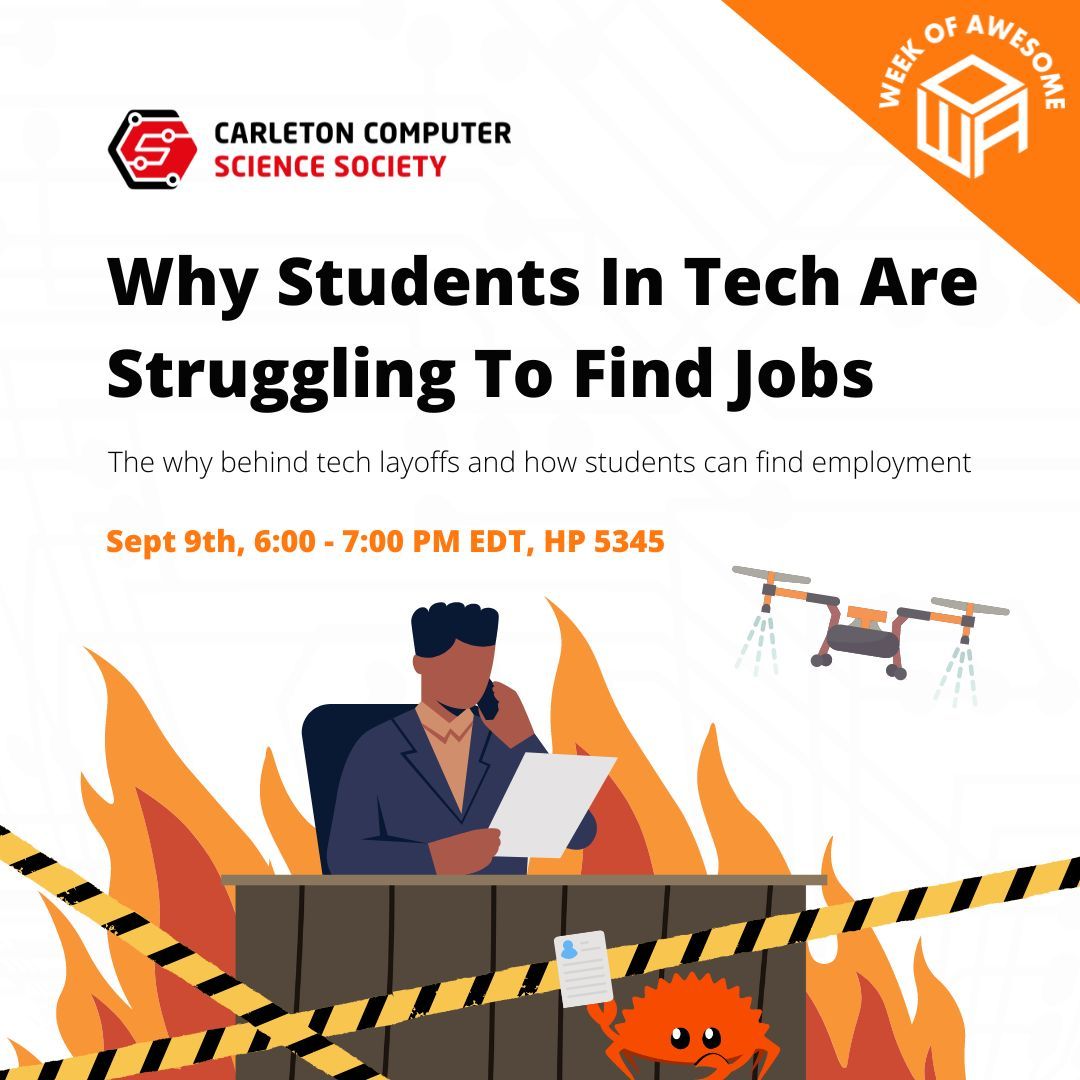 WEEK OF AWESOME
WA
CARLETON COMPUTER
SCIENCE SOCIETY
Why Students In Tech Are
Struggling To Find Jobs
The why behind tech layoffs and how students can find employment
Sept 9th, 6:00 - 7:00 PM EDT, HP 5345